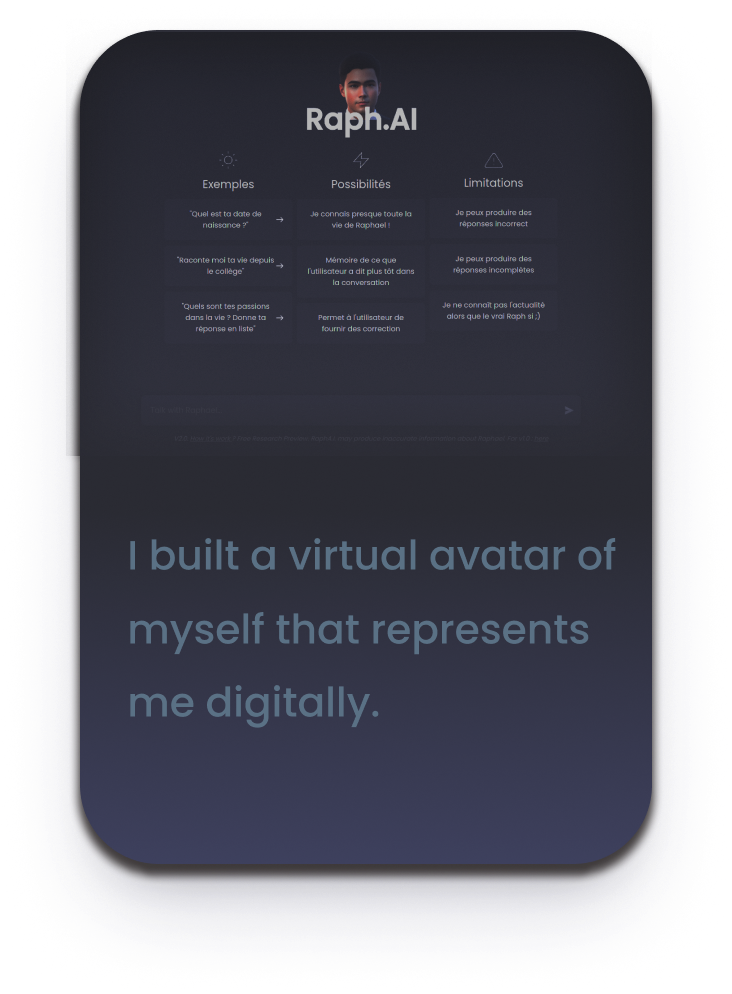 Raph.AI
Exemples
Possibilités
Limitations
"Quel est ta date de
naissance ?"
Je connais presque toute la
vie de Raphael !
Je peux produire des
réponses incorrect
"Raconte moi ta vie depuis
le collège"
Mémoire de ce que
l'utilisateur a dit plus tôt dans
la conversation
Je peux produire des
réponses incomplètes
"Quels sont tes passions
dans la vie ? Donne ta
réponse en liste"
Permet à l'utilisateur de
fournir des correction
Je ne connaît pas l'actualité
alors que le vrai Raph si ;)
I built a virtual avatar of
myself that represents
me digitally.